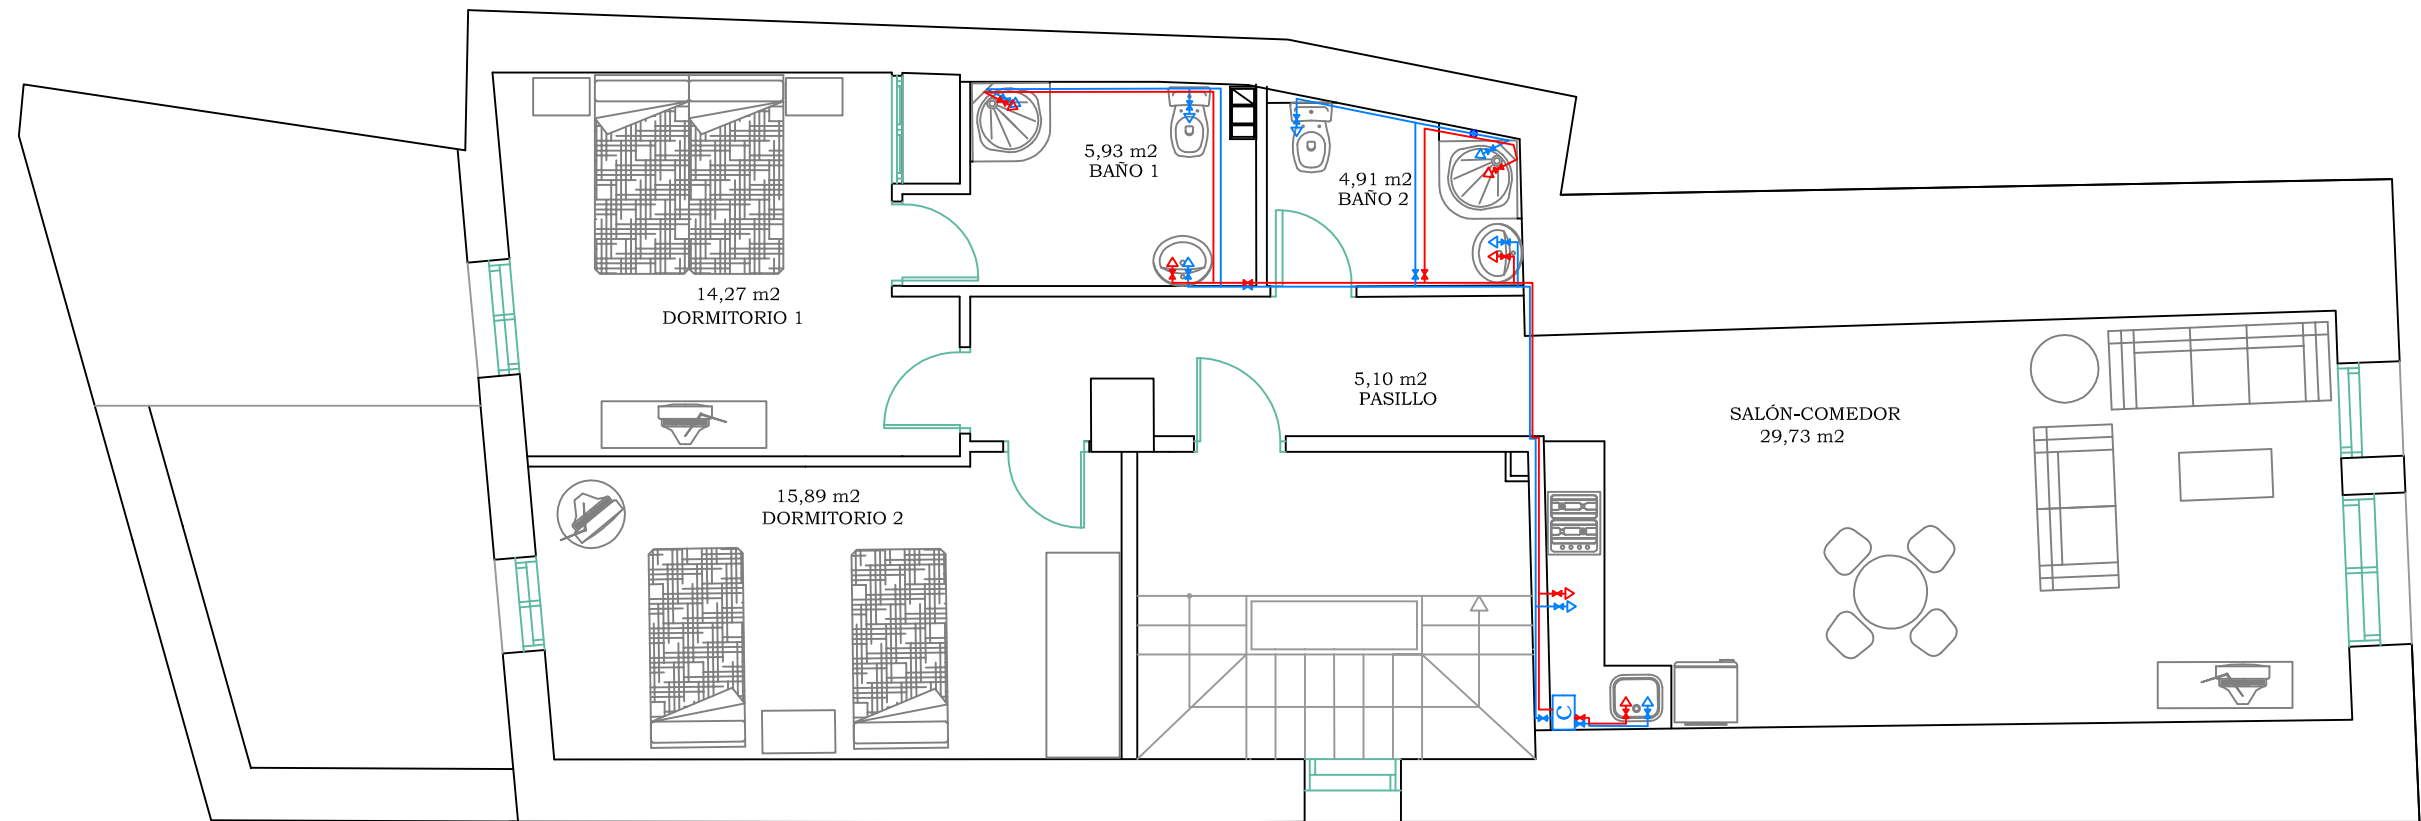 5,93 m2
BAÑO 1
4,91 m2
BAÑO 2
14,27 m2
DORMITORIO 1
5,10 m2
PASILLO
SALÓN-COMEDOR
29,73 m2
15,89 m2
DORMITORIO 2
C